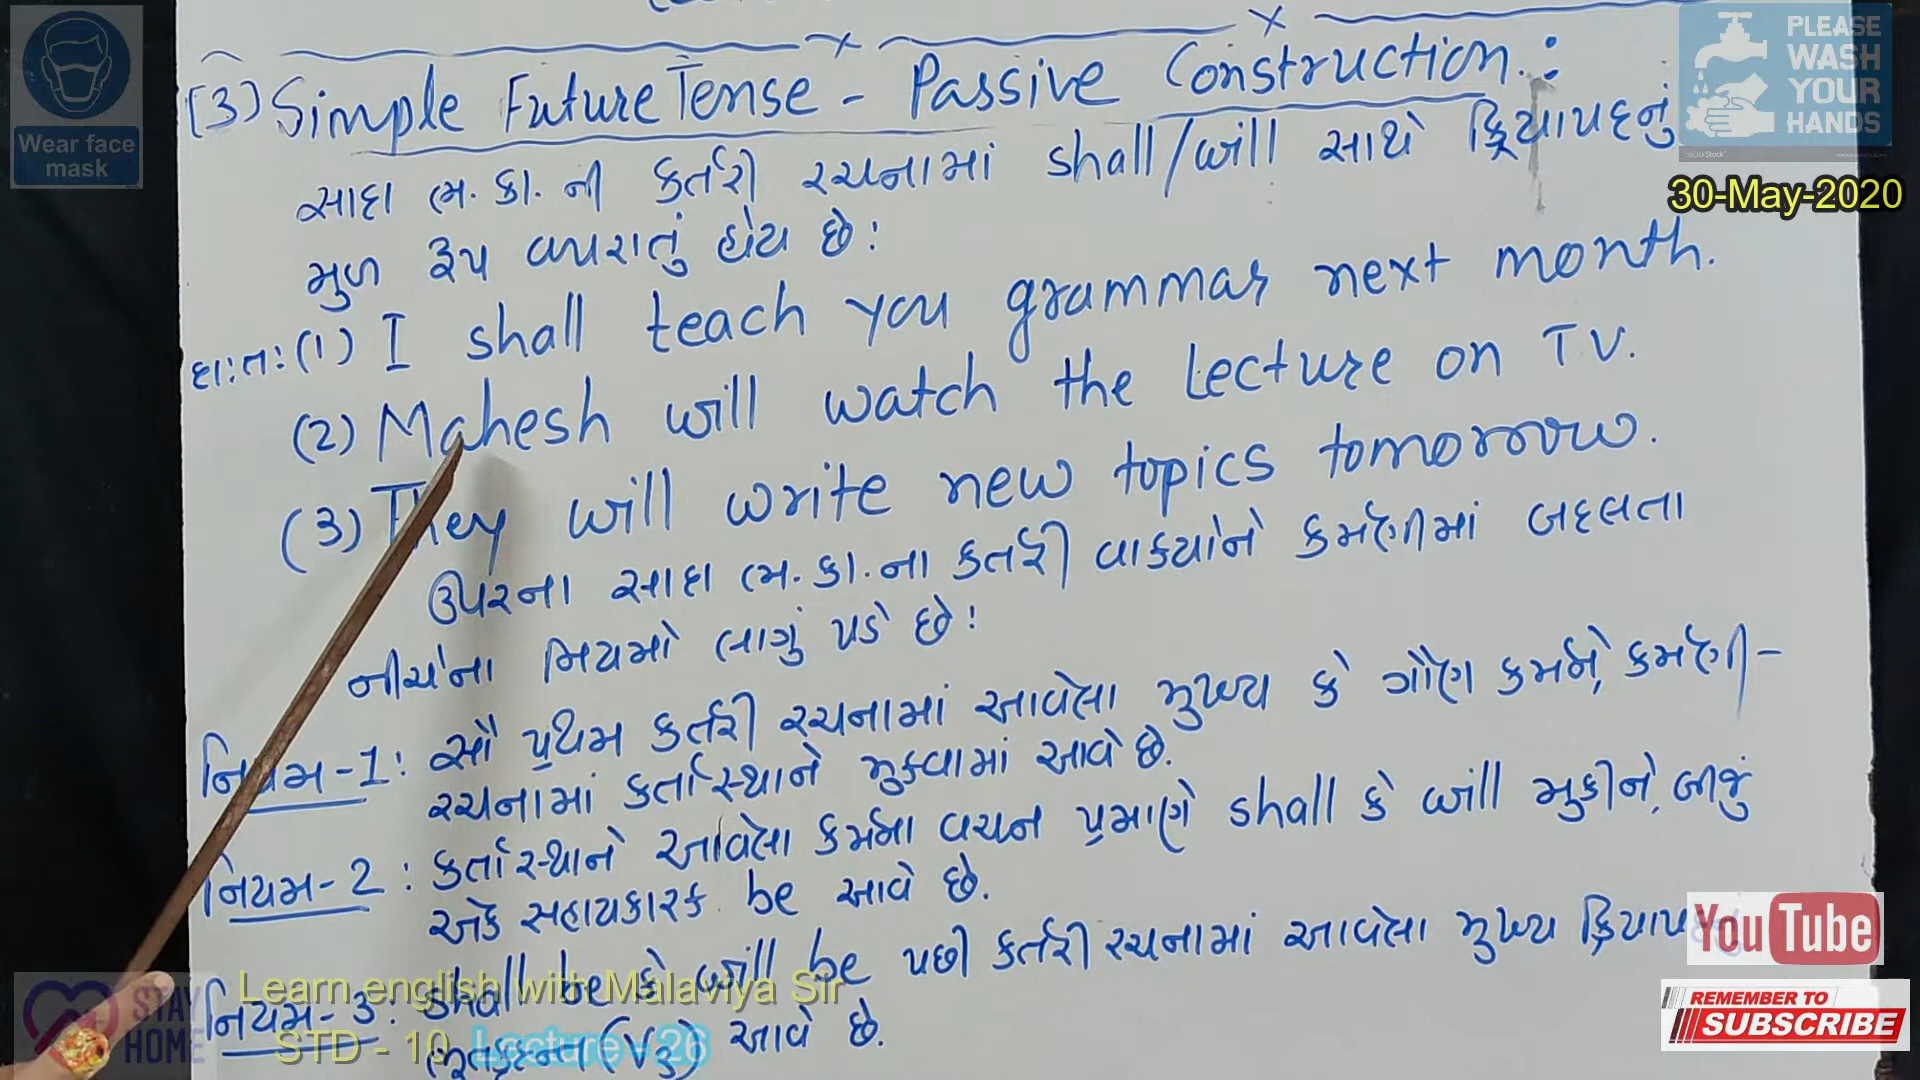 Wear face
mask
PLEASE
WASH
YOUR
HANDS
30-May-2020
(3) Simple Future Tense - Passive Construction :
સાદા ભ. કા. ની કર્તરી રચનામાં shall/will સાથે ક્રિયાપદનું
મુળ રૂપ વપરાતું હોય છે :
દા:ત: (1) I shall teach you grammar next month.
(2) Mahesh will watch the Lecture on T.V.
(3) They will write new topics tomorrow.
ઉપરના સાદા ભ. કા. ના કર્તરી વાક્યોને કર્મણીમાં બદલતા
નીચેના નિયમો લાગું પડે છે :
નિયમ-1 : સૌ પ્રથમ કર્તરી રચનામાં આવેલા મુખ્ય કે ગૌણ કર્મને, કર્મણી-
રચનામાં કર્તાસ્થાને મુકવામાં આવે છે.
નિયમ-2 : કર્તાસ્થાને આવેલા કર્મના વચન પ્રમાણે shall કે will મુકીને, બીજું
એક સહાયકારક be આવે છે.
નિયમ-3 : shall be કે will be પછી કર્તરી રચનામાં આવેલા મુખ્ય
ભૂતકૃદન્ત (V3) આવે છે.
Learn english with Malaviya Sir
STD - 10 Lecture - 26
STAY
HOME
YouTube
REMEMBER TO
SUBSCRIBE